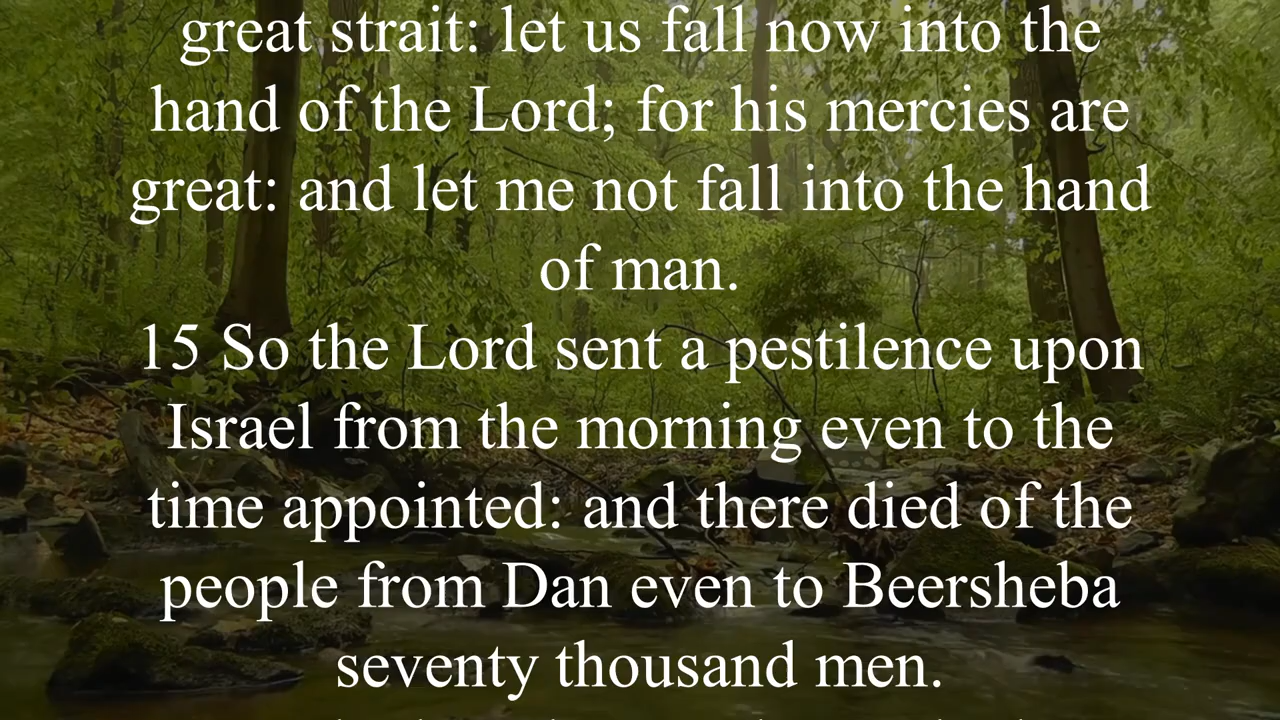 great strait: let us fall now into the
hand of the Lord; for his mercies are
great: and let me not fall into the hand
of man.
15 So the Lord sent a pestilence upon
Israel from the morning even to the
time appointed: and there died of the
people from Dan even to Beersheba
seventy thousand men.